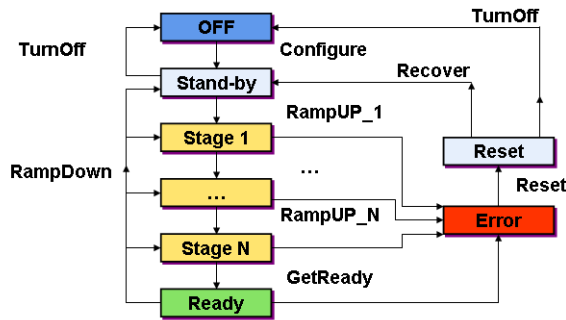 TurnOff
OFF
TurnOff
Configure
Recover
Stand-by
RampUP_1
Stage 1
Reset
RampDown
...
Reset
...
RampUP_N
Error
Stage N
GetReady
Ready